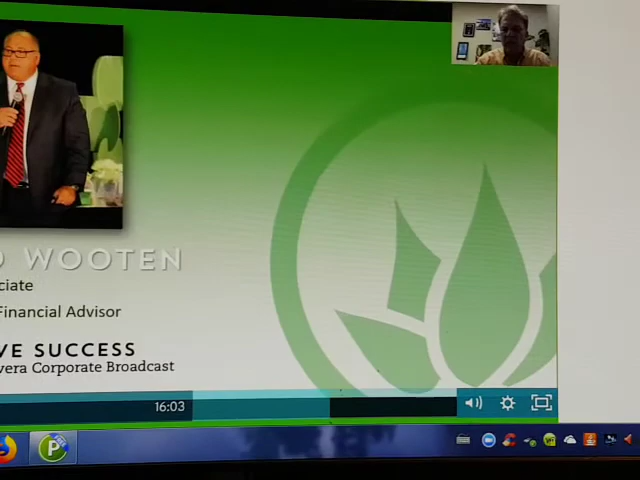 WOOTEN
ciate
Financial Advisor
VE SUCCESS
vera Corporate Broadcast
16:03